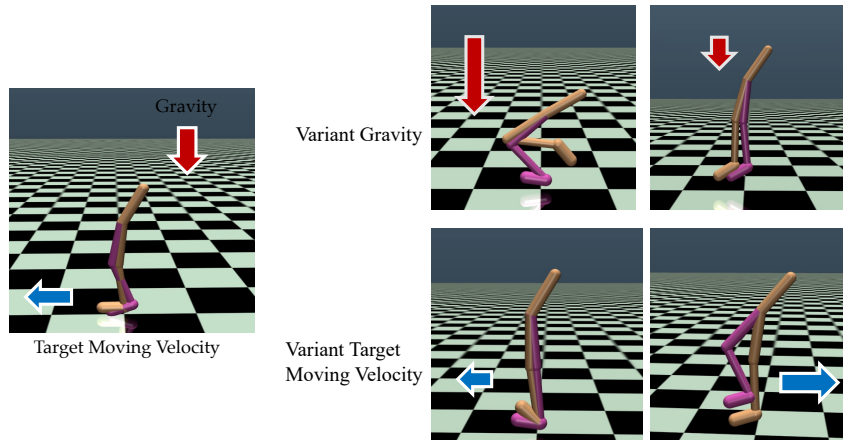 Gravity
Target Moving Velocity
Variant Gravity
Variant Target
Moving Velocity